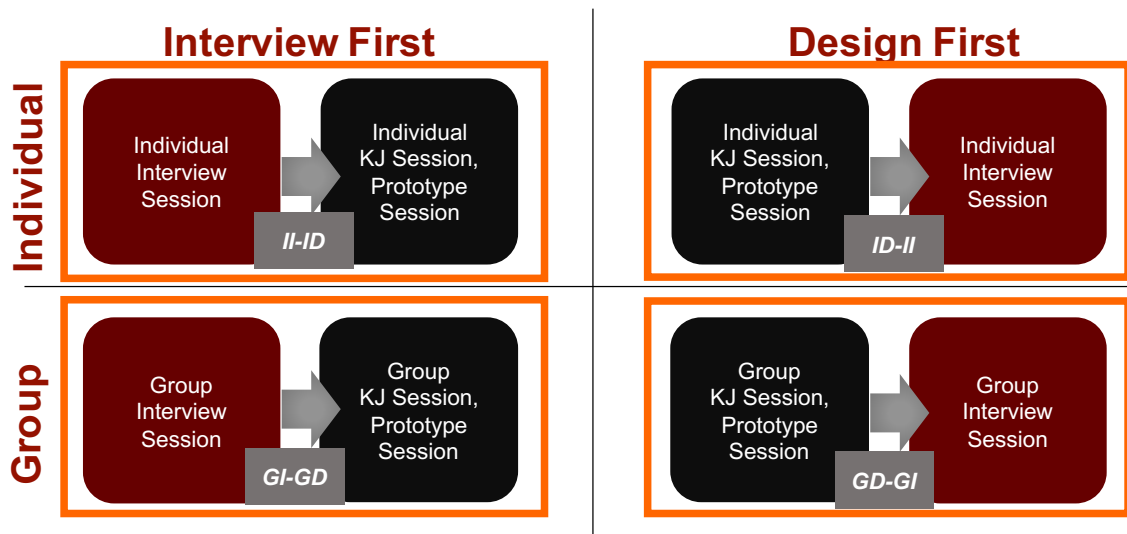 Interview First
Design First
Individual
Individual
Interview
Session
Individual
KJ Session,
Prototype
Session
II-ID
Individual
KJ Session,
Prototype
Session
Individual
Interview
Session
ID-II
Group
Group
Interview
Session
Group
KJ Session,
Prototype
Session
GI-GD
Group
KJ Session,
Prototype
Session
Group
Interview
Session
GD-GI